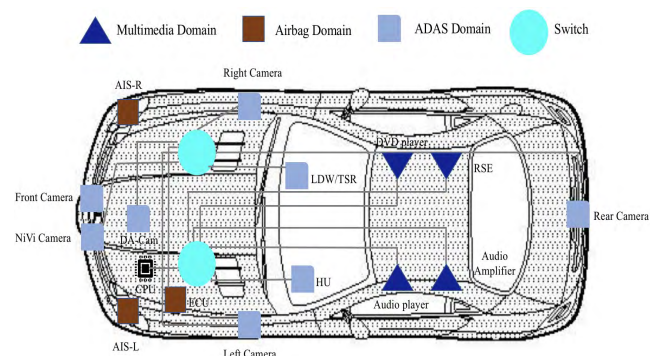 Multimedia Domain
Airbag Domain
ADAS Domain
Switch
AIS-R
Right Camera
DVD player
RSE
LDW/TSR
Front Camera
NiVi Camera
DA-Cam
Rear Camera
CPU
ECU
HU
Audio
Amplifier
Audio player
AIS-L
Left Camera